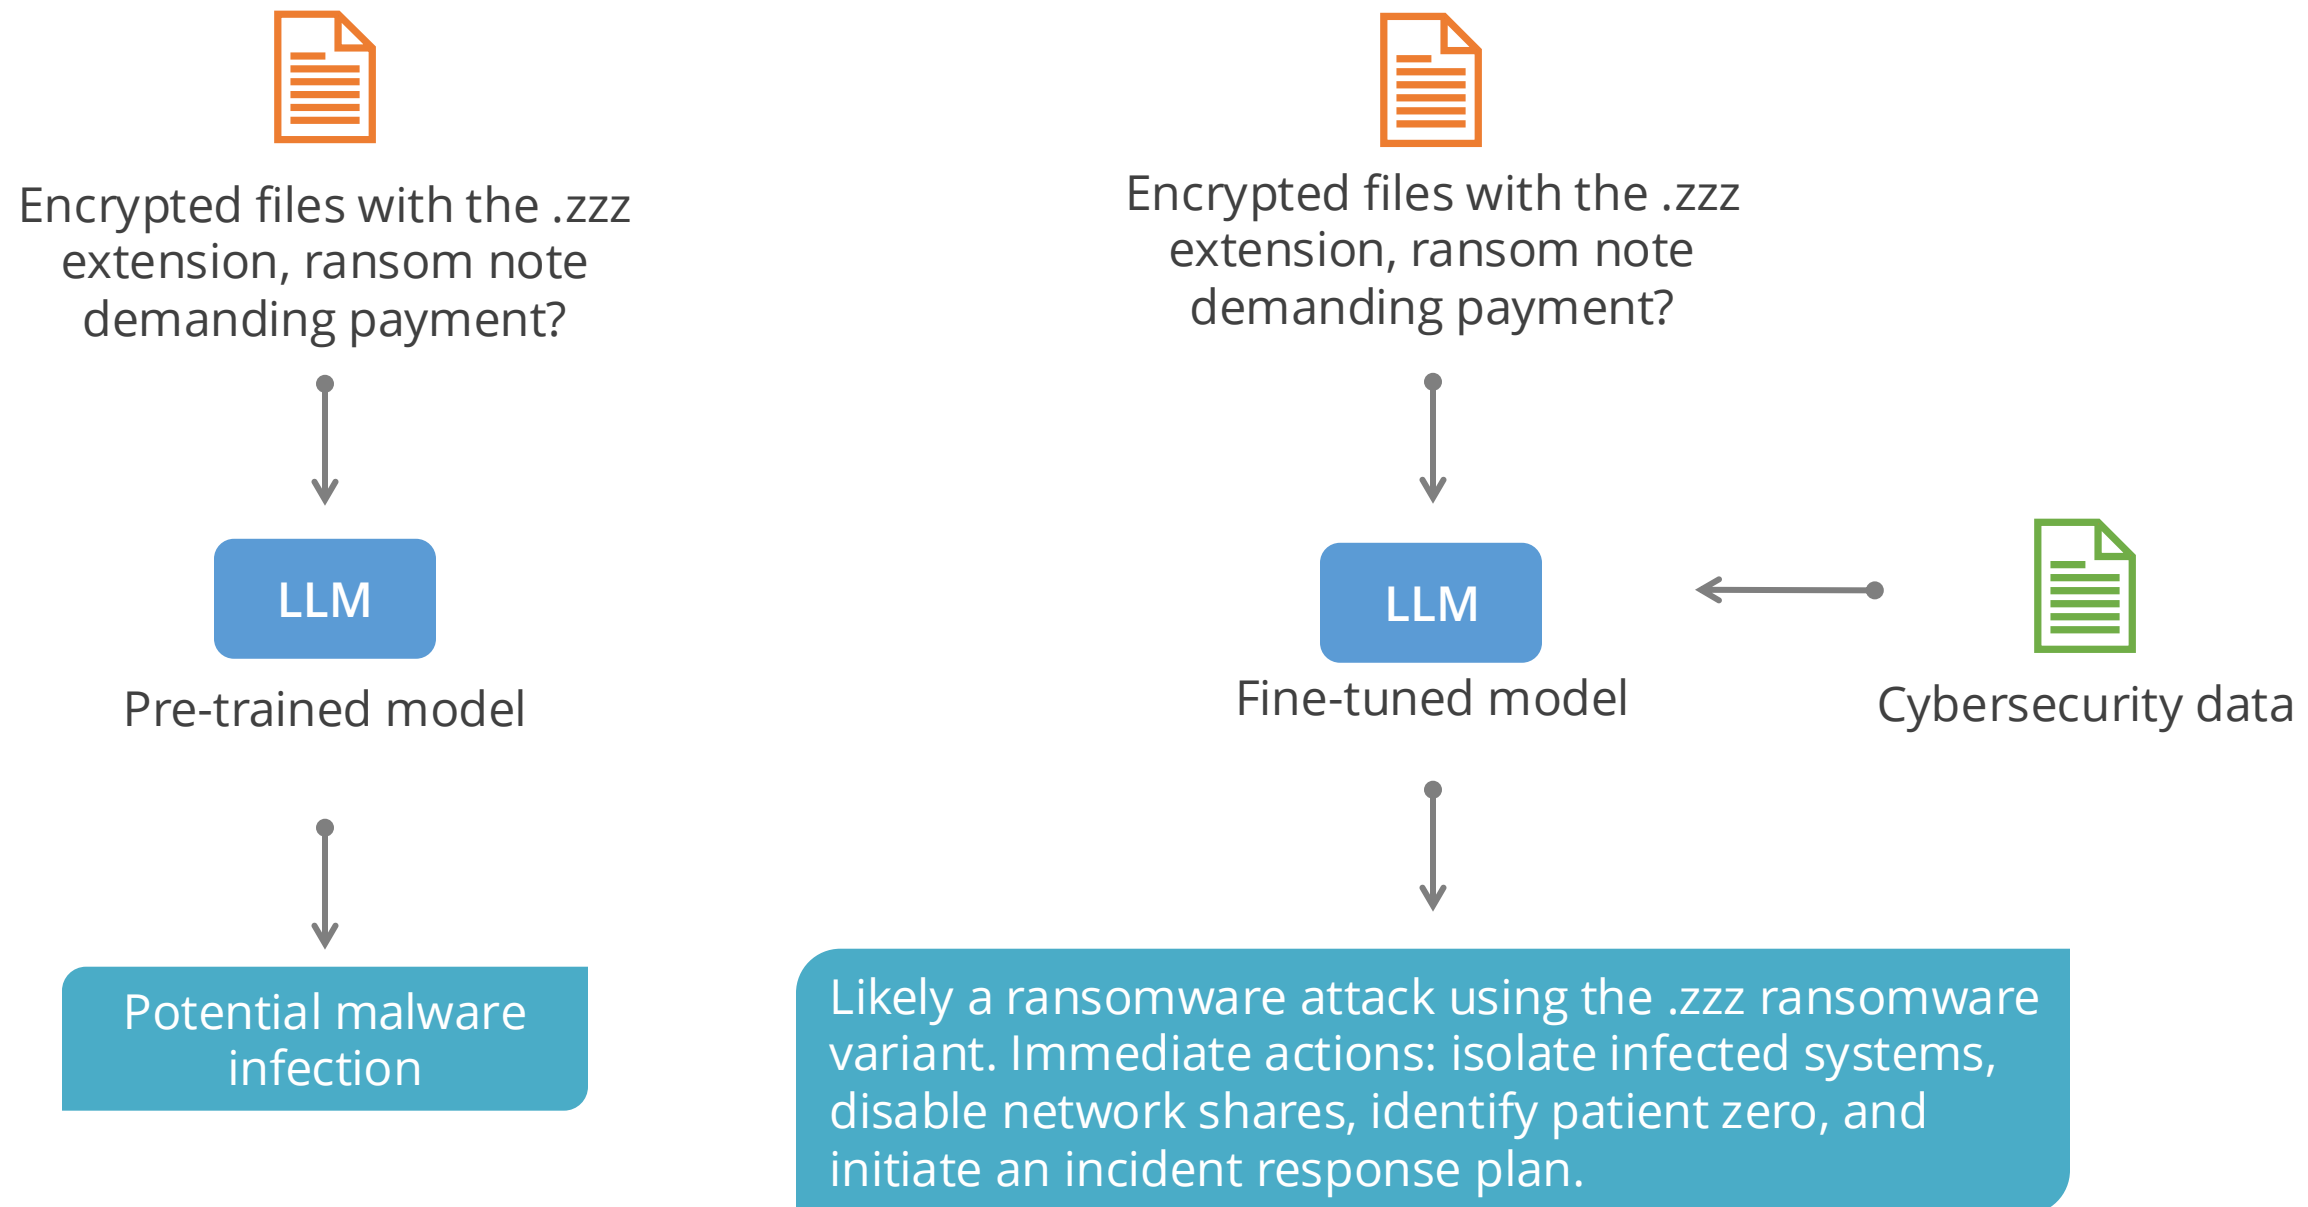 Encrypted files with the .zzz
extension, ransom note
demanding payment?
LLM
Pre-trained model
Potential malware
infection
Encrypted files with the .zzz
extension, ransom note
demanding payment?
LLM
Fine-tuned model
Cybersecurity data
Likely a ransomware attack using the .zzz ransomware
variant. Immediate actions: isolate infected systems,
disable network shares, identify patient zero, and
initiate an incident response plan.